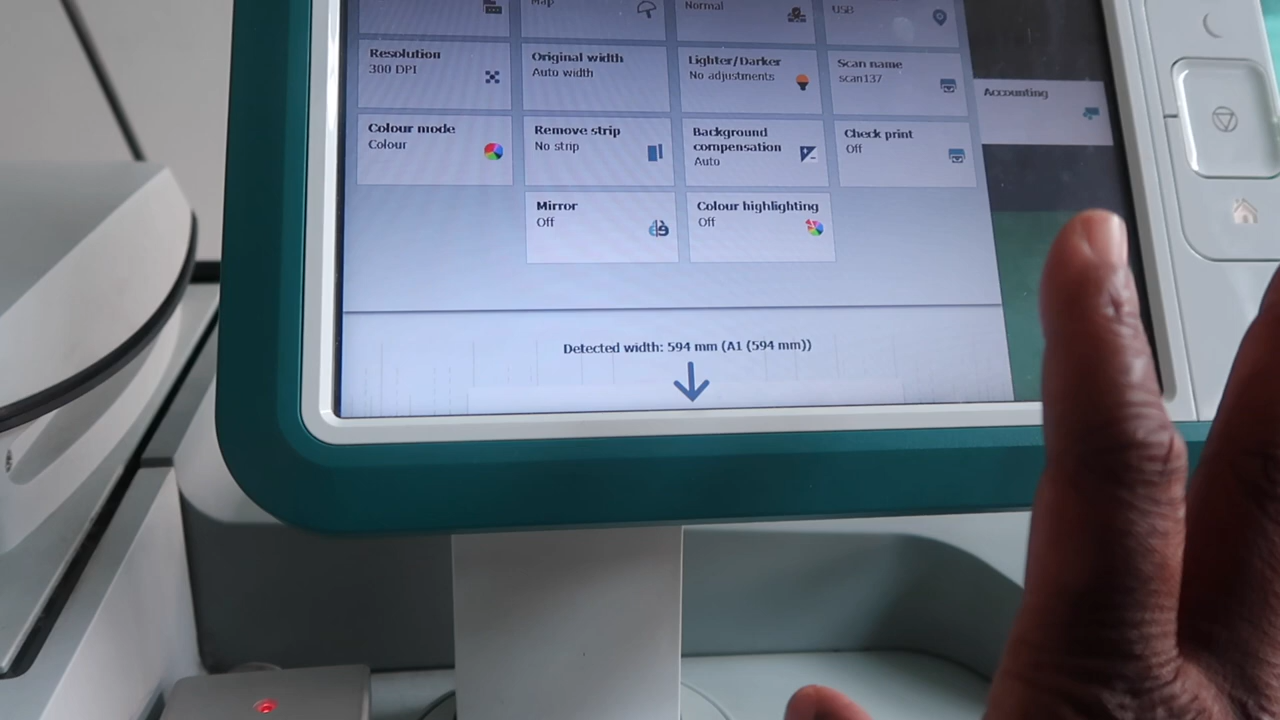 Map
Normal
USB
Resolution
300 DPI
Original width
Auto width
Lighter/Darker
No adjustments
Scan name
scan137
Accounting
Colour mode
Colour
Remove strip
No strip
Background
compensation
Auto
Check print
Off
Mirror
Off
Colour highlighting
Off
Detected width: 594 mm (A1 (594 mm))